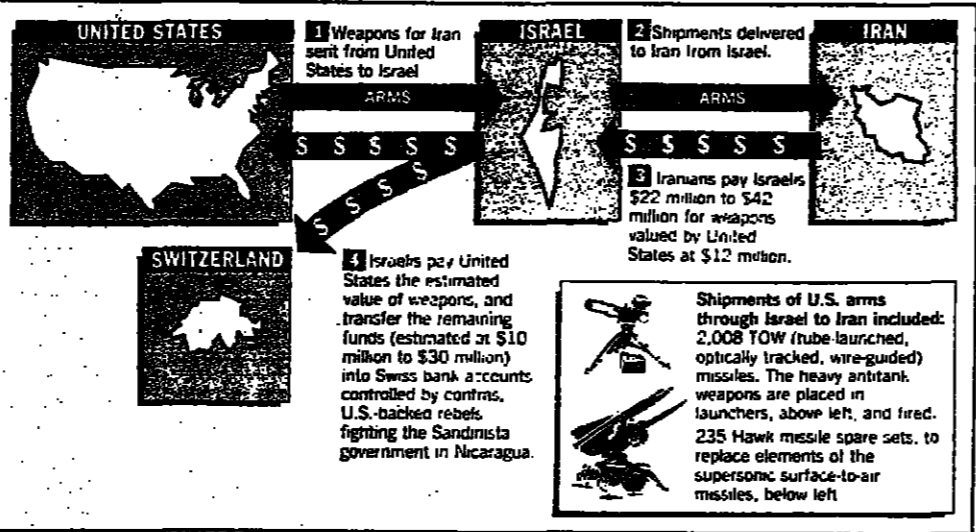 UNITED STATES
1 Weapons for Iran
sent from United
States to Israel
ISRAEL
2 Shipments delivered
to Iran from Israel.
IRAN
ARMS
ARMS
$ $ $ $ $
$ $ $ $ $
$ $ $ $
3 Iranians pay Israelis
$22 million to $42
million for weapons
valued by United
States at $12 million.
SWITZERLAND
4 Israelis pay United
States the estimated
value of weapons, and
transfer the remaining
funds (estimated at $10
million to $30 million)
into Swiss bank accounts
controlled by contras,
U.S.-backed rebels
fighting the Sandinista
government in Nicaragua.
Shipments of U.S. arms
through Israel to Iran included:
2,008 TOW (tube-launched,
optically tracked, wire-guided)
missiles. The heavy antitank
weapons are placed in
launchers, above left, and fired.
235 Hawk missile spare sets, to
replace elements of the
supersonic surface-to-air
missiles, below left